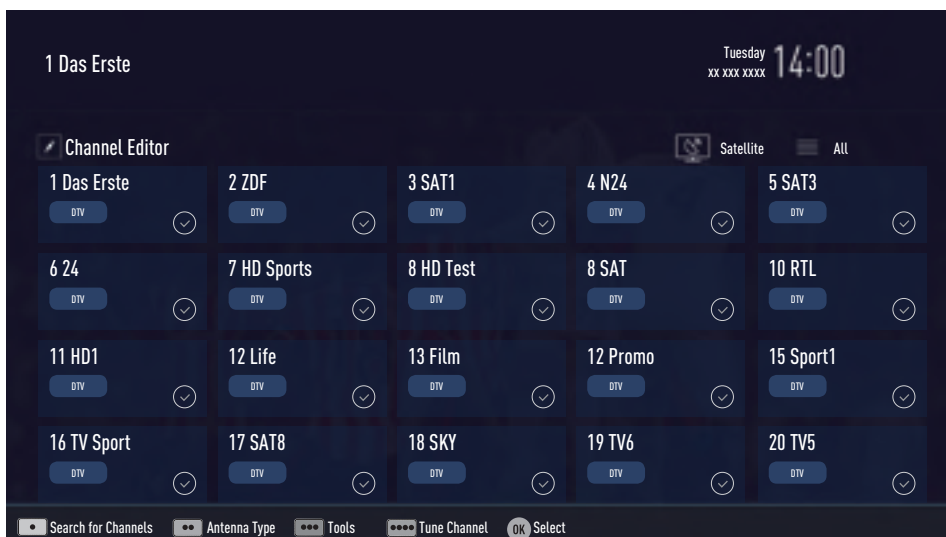 1 Das Erste
Tuesday
xx xxx xxxx
14:00
Channel Editor
Satellite
All
1 Das Erste 2 ZDF 3 SAT1 4 N24 5 SAT3
DTV DTV DTV DTV DTV
6 24 7 HD Sports 8 HD Test 8 SAT 10 RTL
DTV DTV DTV DTV DTV
11 HD1 12 Life 13 Film 12 Promo 15 Sport1
DTV DTV DTV DTV DTV
16 TV Sport 17 SAT8 18 SKY 19 TV6 20 TV5
DTV DTV DTV DTV DTV
Search for Channels Antenna Type Tools Tune Channel OK Select